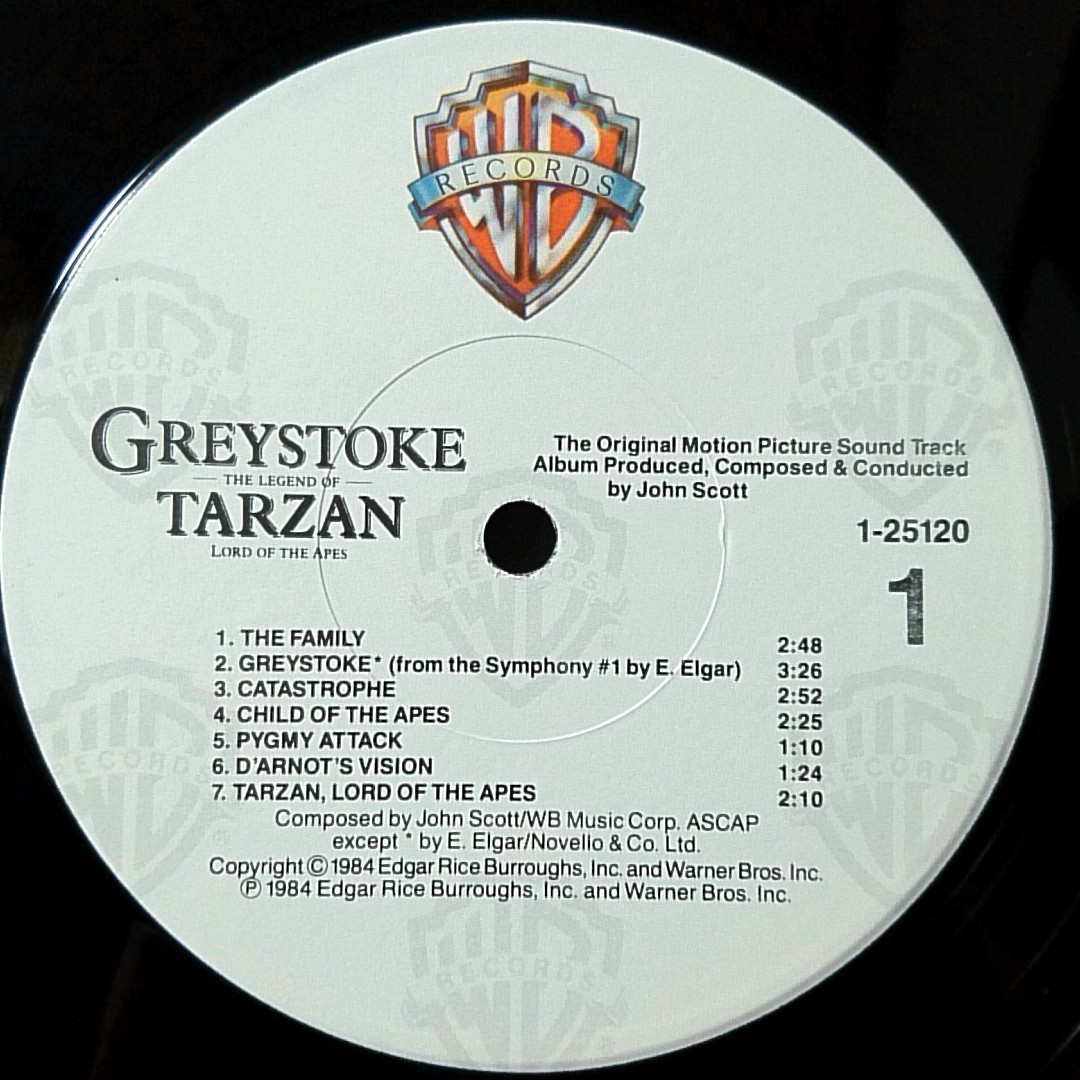 WB
RECORDS
GREYSTOKE
THE LEGEND OF
TARZAN
LORD OF THE APES
The Original Motion Picture Sound Track
Album Produced, Composed & Conducted
by John Scott
1-25120
1
1. THE FAMILY 2:48
2. GREYSTOKE* (from the Symphony #1 by E. Elgar) 3:26
3. CATASTROPHE 2:52
4. CHILD OF THE APES 2:25
5. PYGMY ATTACK 1:10
6. D'ARNOT'S VISION 1:24
7. TARZAN, LORD OF THE APES 2:10
Composed by John Scott/WB Music Corp. ASCAP
except * by E. Elgar/Novello & Co. Ltd.
Copyright © 1984 Edgar Rice Burroughs, Inc. and Warner Bros. Inc.
℗ 1984 Edgar Rice Burroughs, Inc. and Warner Bros. Inc.